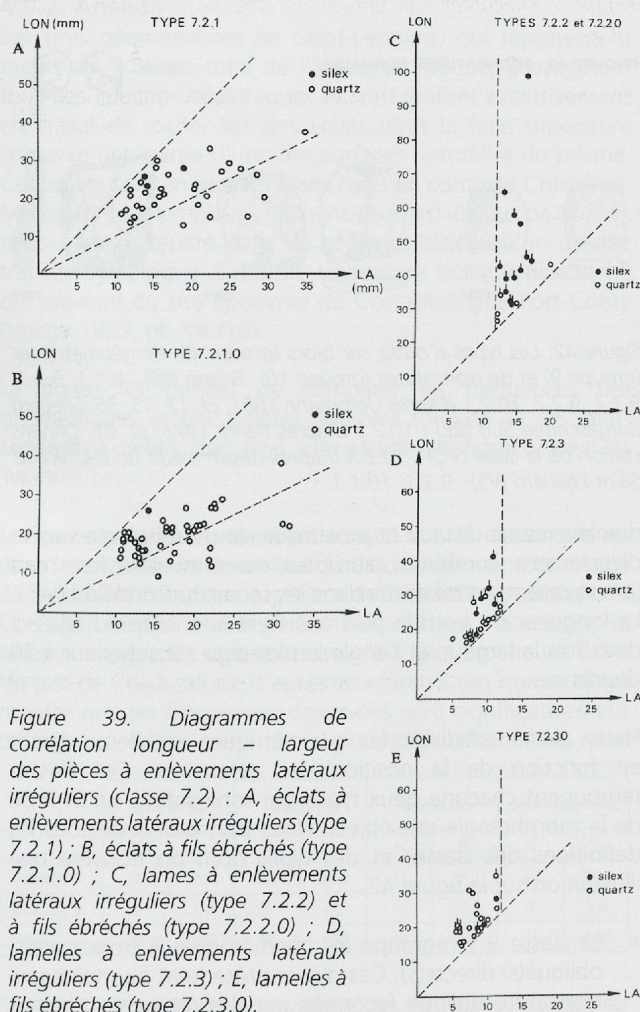 LON (mm)
TYPE 7.2.1
A
silex
quartz
50
40
30
20
10
5
10
15
20
25
30
35
LA
(mm)
LON
TYPE 7.2.1.0
B
silex
quartz
50
40
30
20
10
5
10
15
20
25
30
35
LA
LON
TYPES 7.2.2 et 7.2.2.0
C
100
90
80
70
60
50
40
30
20
10
silex
quartz
5
10
15
20
25
LA
LON
TYPE 7.2.3
D
60
50
40
30
20
10
silex
quartz
5
10
15
20
25
LA
LON
TYPE 7.2.3.0
E
60
50
40
30
20
10
silex
quartz
5
10
15
20
25
LA
Figure 39. Diagrammes de
corrélation longueur – largeur
des pièces à enlèvements latéraux
irréguliers (classe 7.2) ; A, éclats à
enlèvements latéraux irréguliers (type
7.2.1) ; B, éclats à fils ébréchés (type
7.2.1.0) ; C, lames à enlèvements
latéraux irréguliers (type 7.2.2) et
à fils ébréchés (type 7.2.2.0) ; D,
lamelles à enlèvements latéraux
irréguliers (type 7.2.3) ; E, lamelles à
fils ébréchés (type 7.2.3.0).